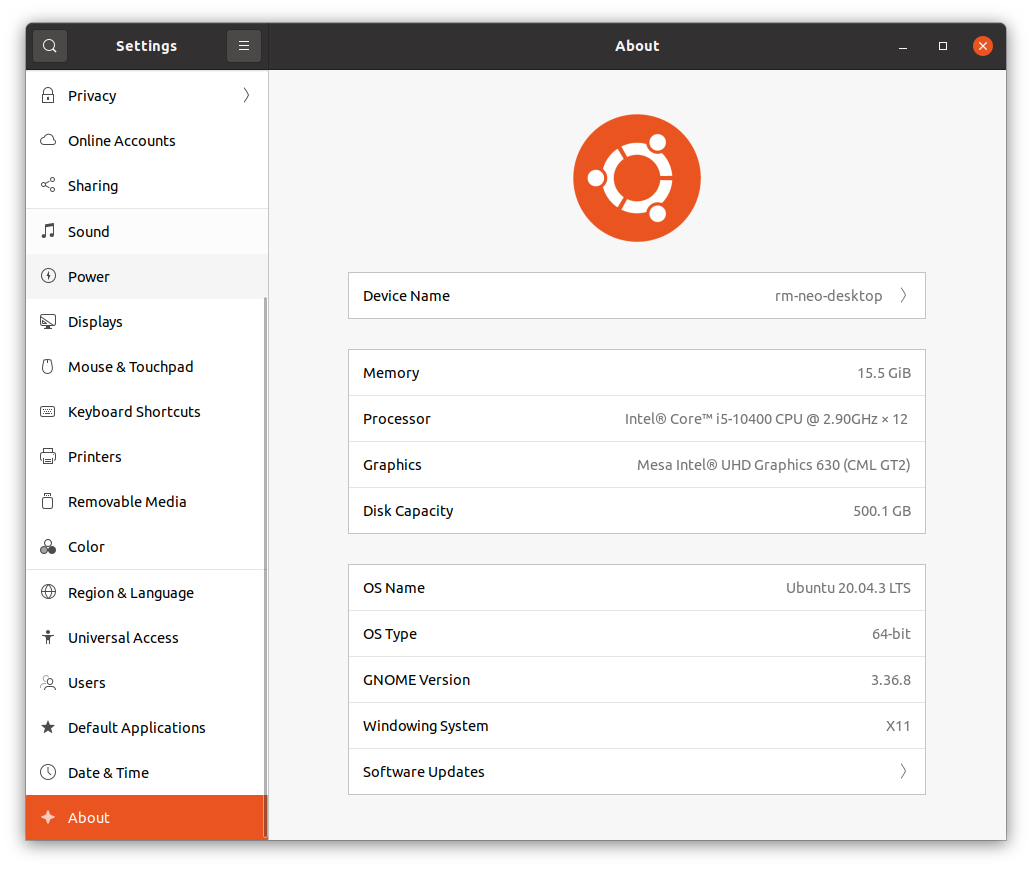 Settings
About
Privacy
Online Accounts
Sharing
Sound
Power
Displays
Mouse & Touchpad
Keyboard Shortcuts
Printers
Removable Media
Color
Region & Language
Universal Access
Users
Default Applications
Date & Time
About
Device Name rm-neo-desktop
Memory 15.5 GiB
Processor Intel® Core™ i5-10400 CPU @ 2.90GHz × 12
Graphics Mesa Intel® UHD Graphics 630 (CML GT2)
Disk Capacity 500.1 GB
OS Name Ubuntu 20.04.3 LTS
OS Type 64-bit
GNOME Version 3.36.8
Windowing System X11
Software Updates